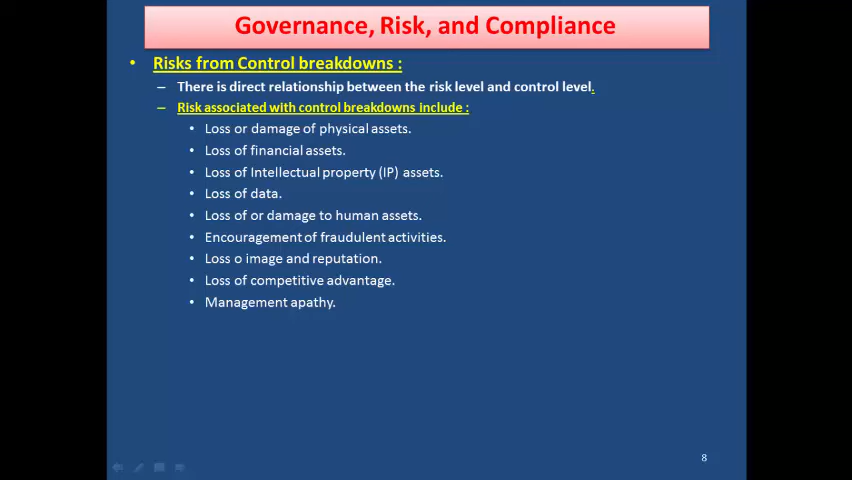 Governance, Risk, and Compliance
• Risks from Control breakdowns :
– There is direct relationship between the risk level and control level.
– Risk associated with control breakdowns include :
• Loss or damage of physical assets.
• Loss of financial assets.
• Loss of Intellectual property (IP) assets.
• Loss of data.
• Loss of or damage to human assets.
• Encouragement of fraudulent activities.
• Loss o image and reputation.
• Loss of competitive advantage.
• Management apathy.
8